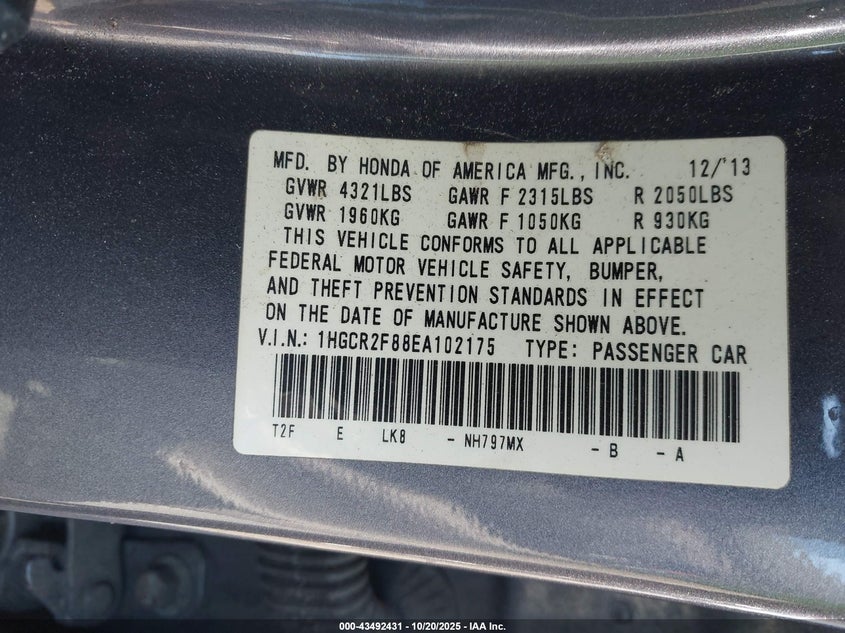 MFD. BY HONDA OF AMERICA MFG., INC. 12/'13
GVWR 4321LBS GAWR F 2315LBS R 2050LBS
GVWR 1960KG GAWR F 1050KG R 930KG
THIS VEHICLE CONFORMS TO ALL APPLICABLE
FEDERAL MOTOR VEHICLE SAFETY, BUMPER,
AND THEFT PREVENTION STANDARDS IN EFFECT
ON THE DATE OF MANUFACTURE SHOWN ABOVE.
V.I.N.: 1HGCR2F88EA102175 TYPE: PASSENGER CAR
T2F E LK8 - NH797MX - B - A
000-43492431 - 10/20/2025 - IAA Inc.